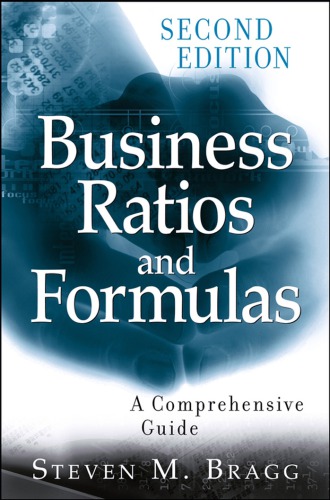 SECOND
EDITION
Business
Ratios
and
Formulas
A Comprehensive
Guide
STEVEN M. BRAGG